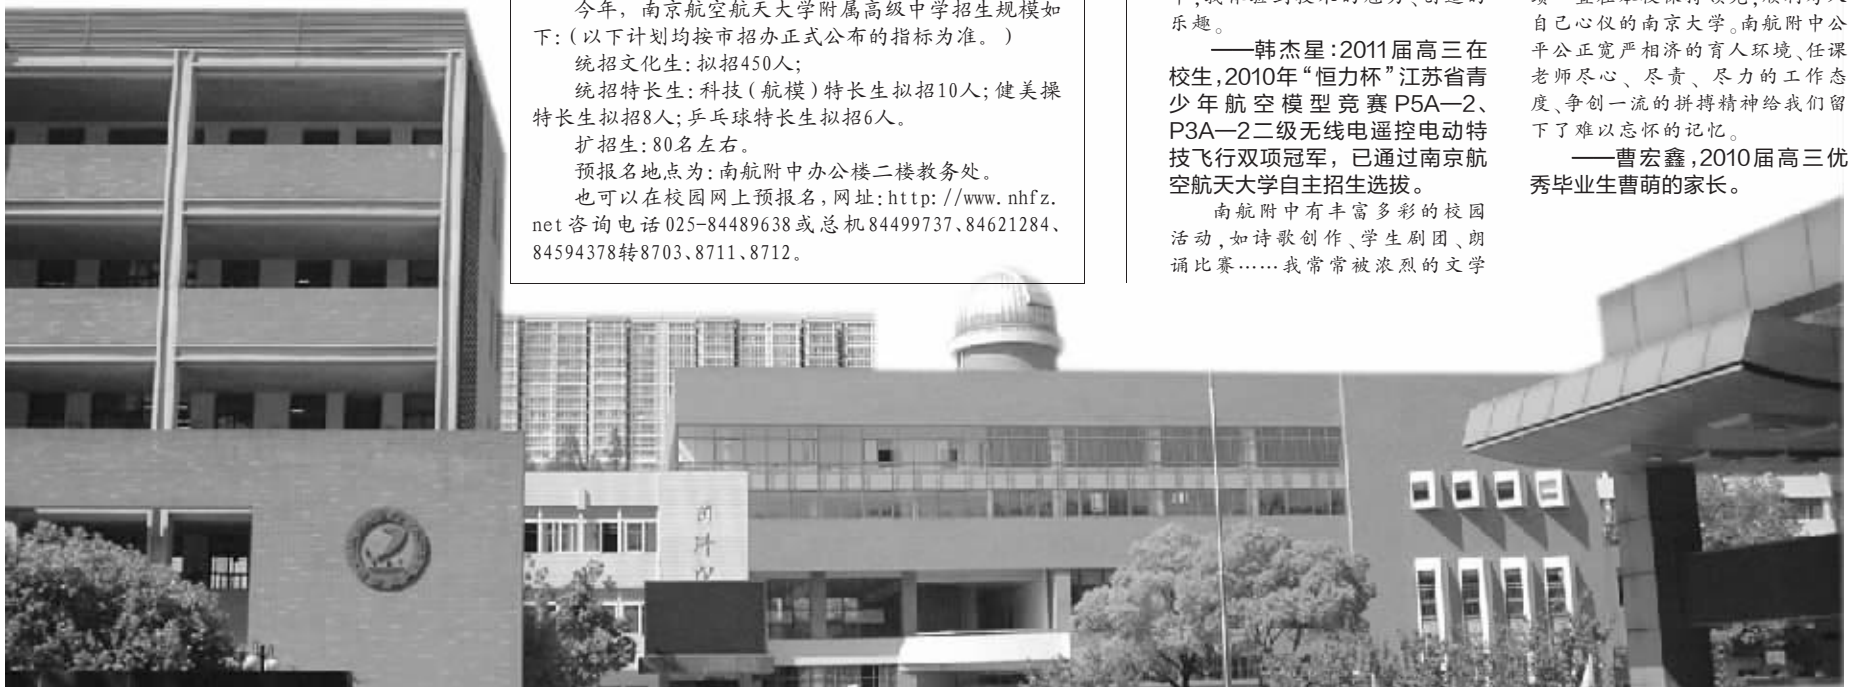 今年，南京航空航天大学附属高级中学招生规模如
下：（以下计划均按市招办正式公布的指标为准。）
统招文化生：拟招450人；
统招特长生：科技（航模）特长生拟招10人；健美操
特长生拟招8人；乒乓球特长生拟招6人。
扩招生：80名左右。
预报名地点为：南航附中办公楼二楼教务处。
也可以在校园网上预报名，网址：http：//www.nhfz.
net咨询电话025-84489638或总机84499737、84621284、
84594378转8703、8711、8712。
乐趣。
——韩杰星：2011届高三在
校生，2010年“恒力杯”江苏省青
少年航空模型竞赛P5A—2、
P3A—2二级无线电遥控电动特
技飞行双项冠军，已通过南京航
空航天大学自主招生选拔。
南航附中有丰富多彩的校园
活动，如诗歌创作、学生剧团、朗
诵比赛……我常常被浓烈的文学
自己心仪的南京大学。南航附中公
平公正宽严相济的育人环境、任课
老师尽心、尽责、尽力的工作态
度、争创一流的拼搏精神给我们留
下了难以忘怀的记忆。
——曹宏鑫，2010届高三优
秀毕业生曹萌的家长。